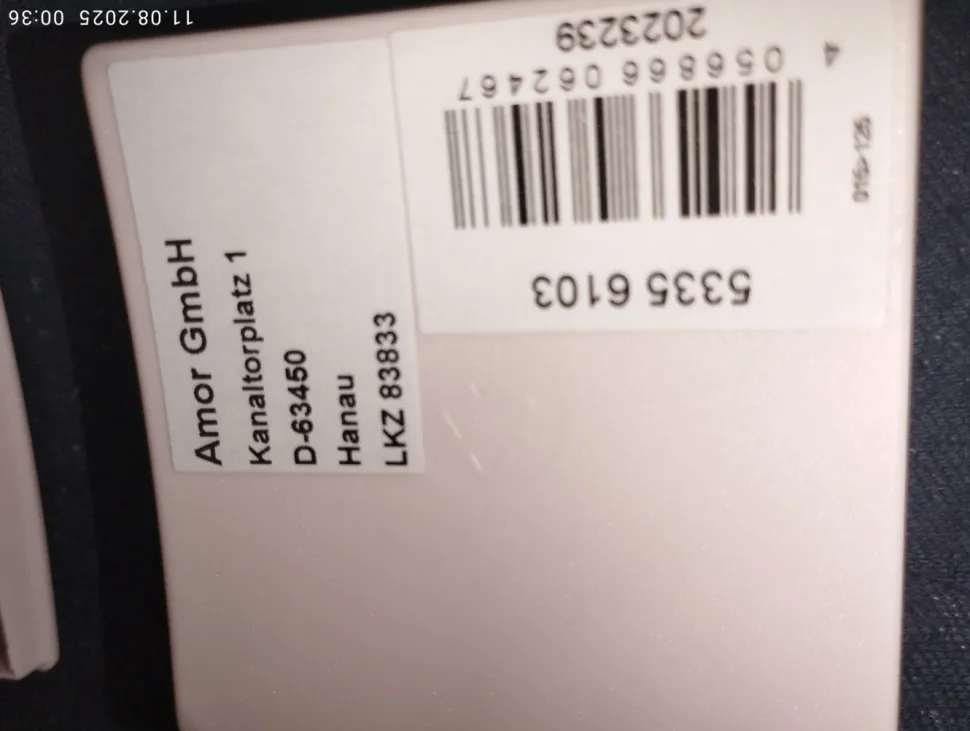 11.08.2025 00:36
Amor GmbH
Kanaltorplatz 1
D-63450
Hanau
LKZ 83833
5335 6103
056866 062467
2023239
4